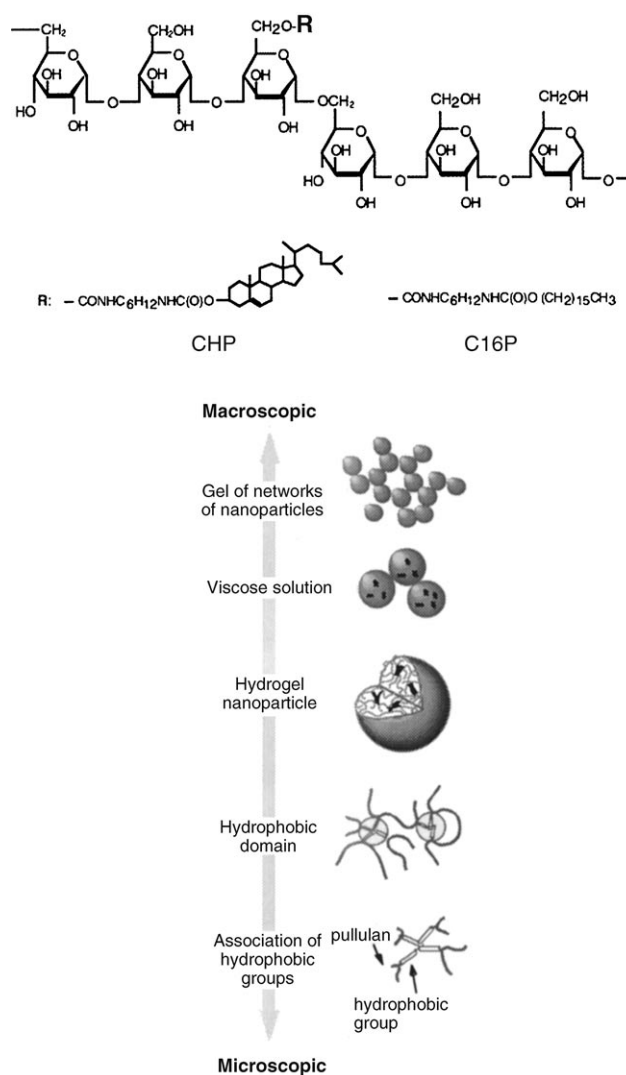 CH₂ CH₂OH CH₂O-R
O O O
OH OH OH
HO O O OCH₂ CH₂OH CH₂OH
OH OH OH
O O O
OH OH OH
HO O O O
OH OH OH
R: – CONHC₆H₁₂NHC(O)O
– CONHC₆H₁₂NHC(O)O (CH₂)₁₅CH₃
CHP
C16P
Macroscopic
Gel of networks
of nanoparticles
Viscose solution
Hydrogel
nanoparticle
Hydrophobic
domain
Association of
hydrophobic
groups
pullulan
hydrophobic
group
Microscopic